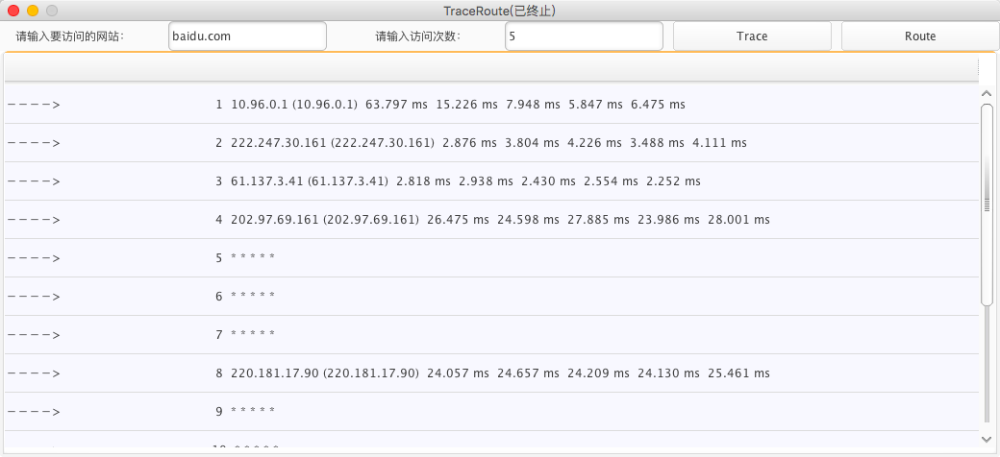 TraceRoute(已终止)
请输入要访问的网站: baidu.com 请输入访问次数: 5 Trace Route
----> 1 10.96.0.1 (10.96.0.1) 63.797 ms 15.226 ms 7.948 ms 5.847 ms 6.475 ms
----> 2 222.247.30.161 (222.247.30.161) 2.876 ms 3.804 ms 4.226 ms 3.488 ms 4.111 ms
----> 3 61.137.3.41 (61.137.3.41) 2.818 ms 2.938 ms 2.430 ms 2.554 ms 2.252 ms
----> 4 202.97.69.161 (202.97.69.161) 26.475 ms 24.598 ms 27.885 ms 23.986 ms 28.001 ms
----> 5 * * * * *
----> 6 * * * * *
----> 7 * * * * *
----> 8 220.181.17.90 (220.181.17.90) 24.057 ms 24.657 ms 24.209 ms 24.130 ms 25.461 ms
----> 9 * * * * *